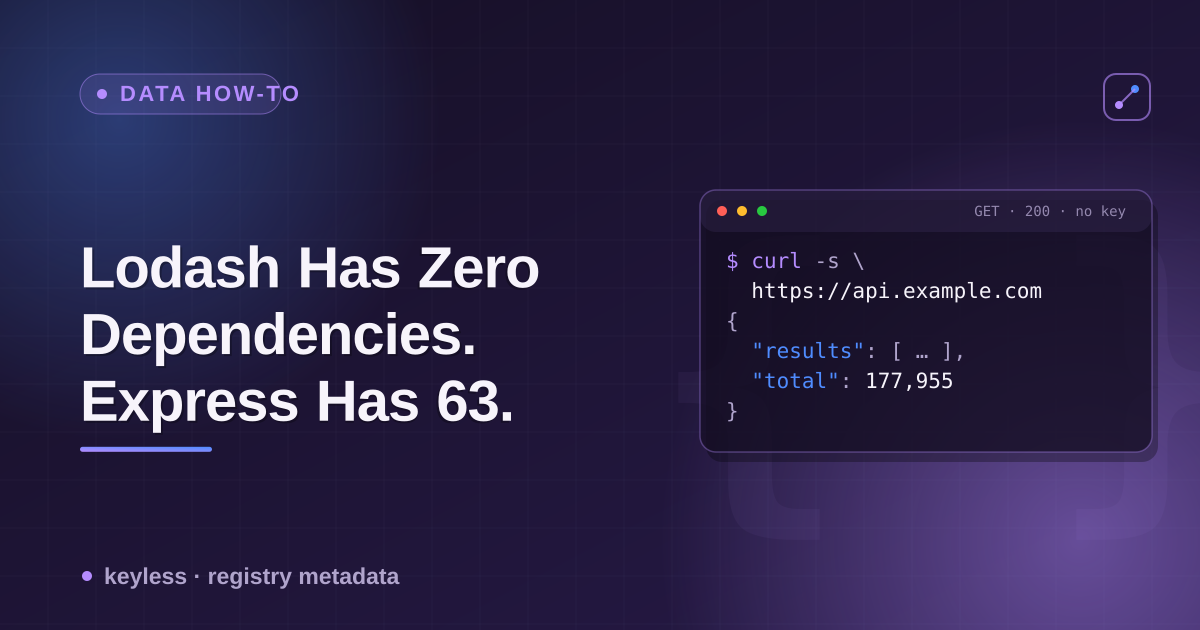 DATA HOW-TO
Lodash Has Zero
Dependencies.
Express Has 63.
keyless · registry metadata
GET · 200 · no key
$ curl -s \
https://api.example.com
{
"results": [ … ],
"total": 177,955
}